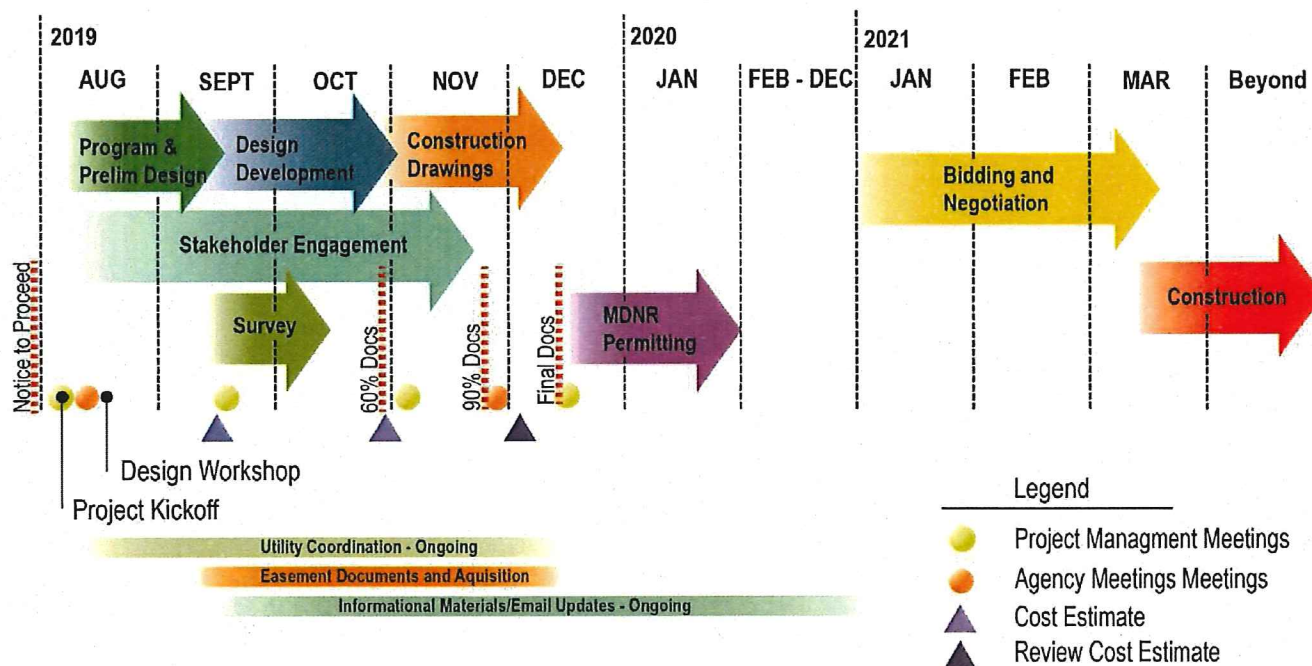 2019
2020
2021
AUG
SEPT
OCT
NOV
DEC
JAN
FEB - DEC
JAN
FEB
MAR
Beyond
Program &
Prelim Design
Design
Development
Construction
Drawings
Bidding and
Negotiation
Stakeholder Engagement
Survey
MDNR
Permitting
Construction
Notice to Proceed
60% Docs
90% Docs
Final Docs
Design Workshop
Project Kickoff
Utility Coordination - Ongoing
Easement Documents and Aquisition
Informational Materials/Email Updates - Ongoing
Legend
Project Managment Meetings
Agency Meetings Meetings
Cost Estimate
Review Cost Estimate